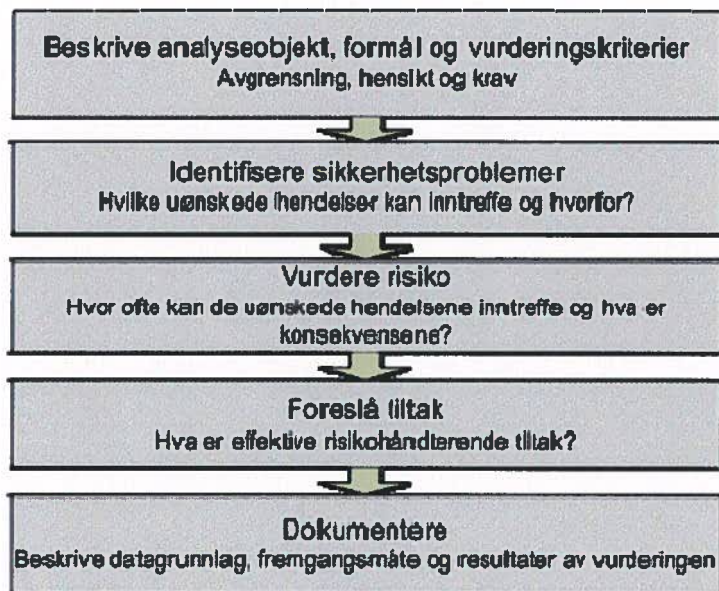 Beskrive analyseobjekt, formål og vurderingskriterier
Avgrensning, hensikt og krav
Identifisere sikkerhetsproblemer
Hvilke uønskede hendelser kan inntreffe og hvorfor?
Vurdere risiko
Hvor ofte kan de uønskede hendelsene inntreffe og hva er
konsekvensene?
Foreslå tiltak
Hva er effektive risikohåndterende tiltak?
Dokumentere
Beskrive datagrunnlag, fremgangsmåte og resultater av vurderingen